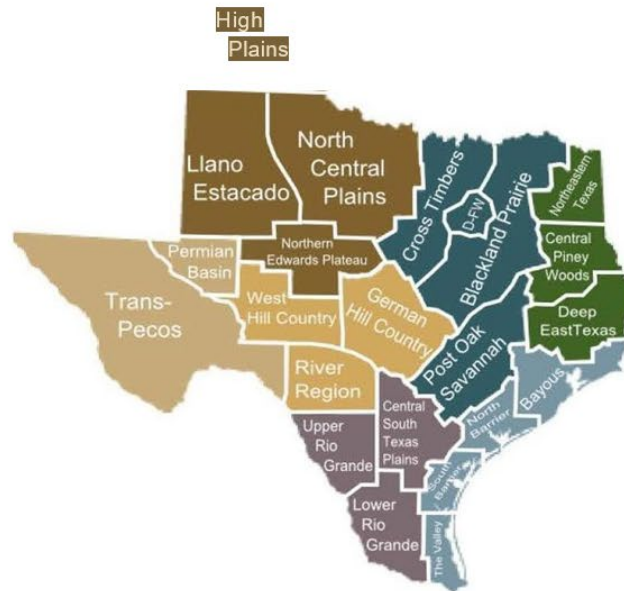 High
Plains
Llano
Estacado
North
Central
Plains
Cross Timbers
D-FW
Blackland Prairie
Northeastern
Texas
Central
Piney
Woods
Deep
EastTexas
Permian
Basin
Northern
Edwards Plateau
Trans-
Pecos
West
Hill Country
German
Hill Country
Post Oak
Savannah
River
Region
Bayous
North
Barrier
Central
South
Texas
Plains
Upper
Rio
Grande
South
Barrier
Lower
Rio
Grande
The Valley